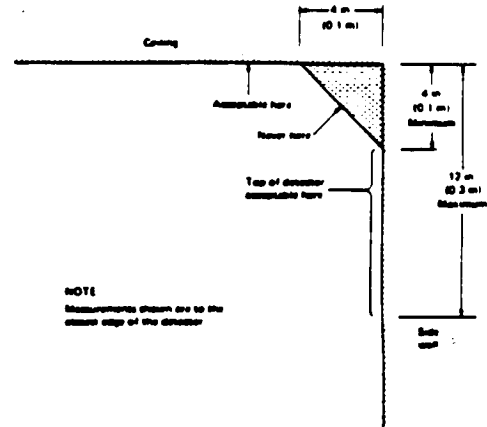 4 in
(0.1 m)
Ceiling
Acceptable here
Never here
4 in
(0.1 m)
Minimum
Top of detector
acceptable here
12 in
(0.3 m)
Maximum
NOTE
Measurements shown are to the
closest edge of the detector
Side
wall